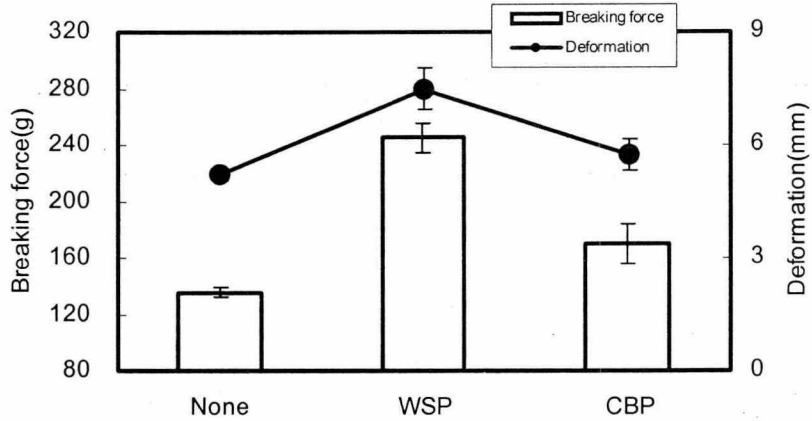 Breaking force
Deformation
Breaking force(g)
320
280
240
200
160
120
80
9
6
3
0
Deformation(mm)
None
WSP
CBP